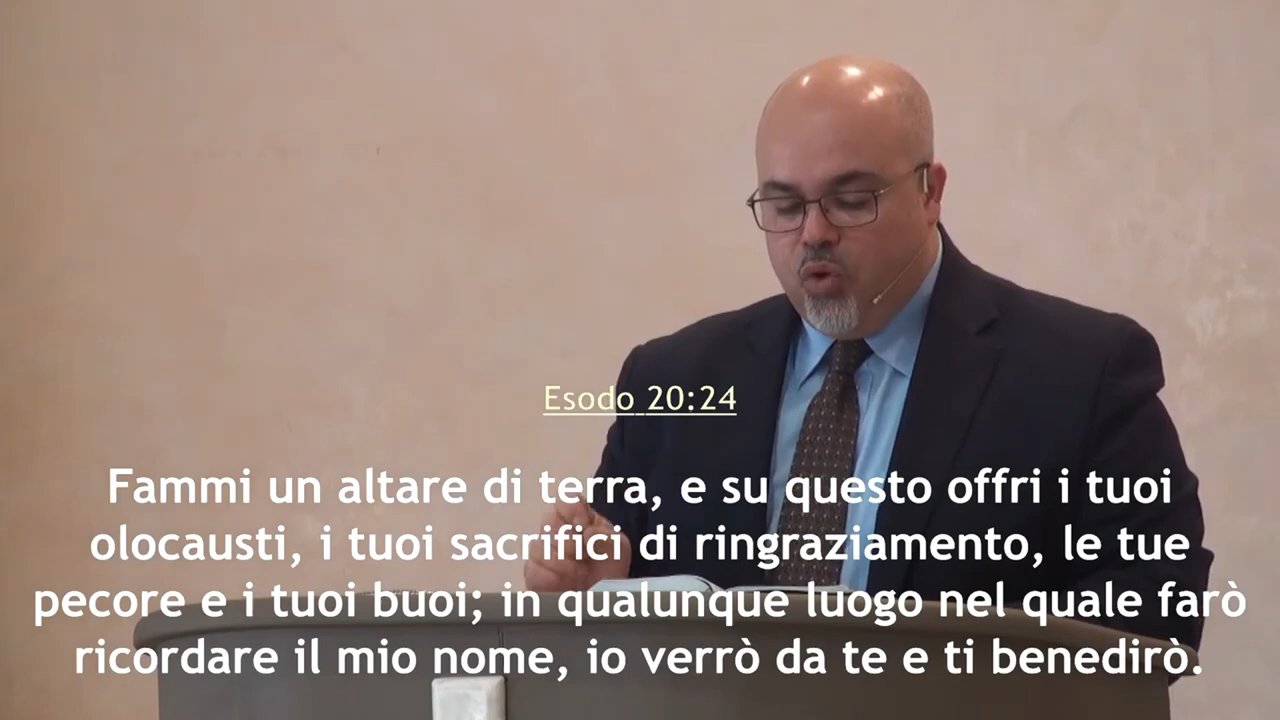 Esodo 20:24
Fammi un altare di terra, e su questo offri i tuoi
olocausti, i tuoi sacrifici di ringraziamento, le tue
pecore e i tuoi buoi; in qualunque luogo nel quale farò
ricordare il mio nome, io verrò da te e ti benedirò.